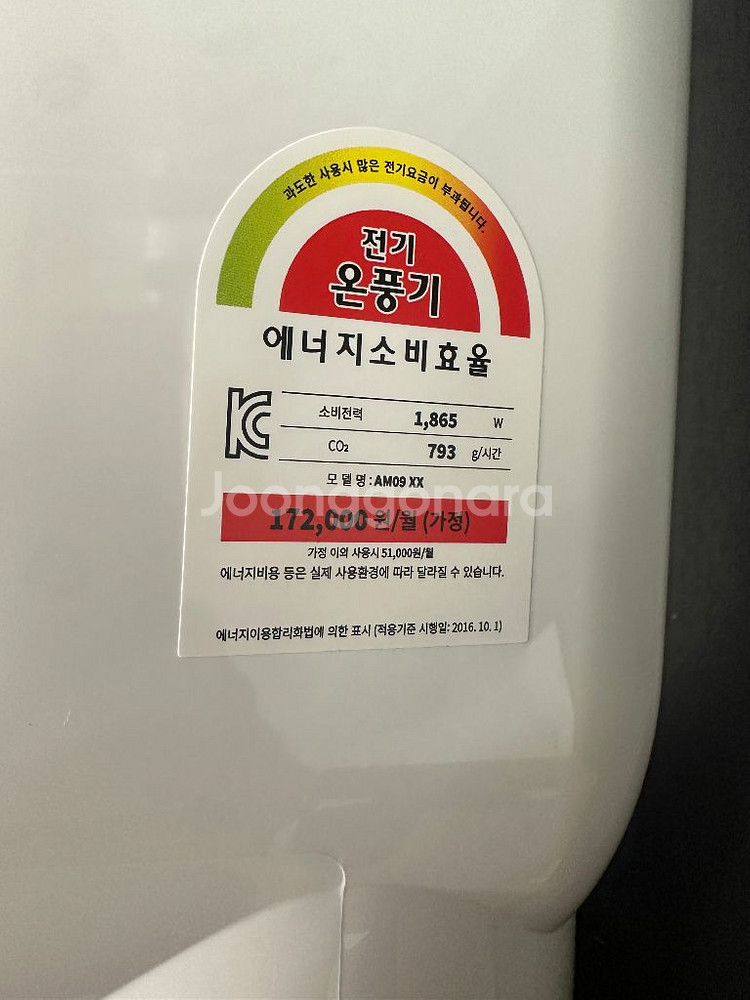 과도한 사용시 많은 전기요금이 부과됩니다.
전기
온풍기
에너지소비효율
KC
소비전력 1,865 W
CO₂ 793 g/시간
모 델 명 : AM09 XX
Joonggonara
172,000 원/월 (가정)
가정 이외 사용시 51,000원/월
에너지비용 등은 실제 사용환경에 따라 달라질 수 있습니다.
에너지이용합리화법에 의한 표시 (적용기준 시행일: 2016. 10. 1)